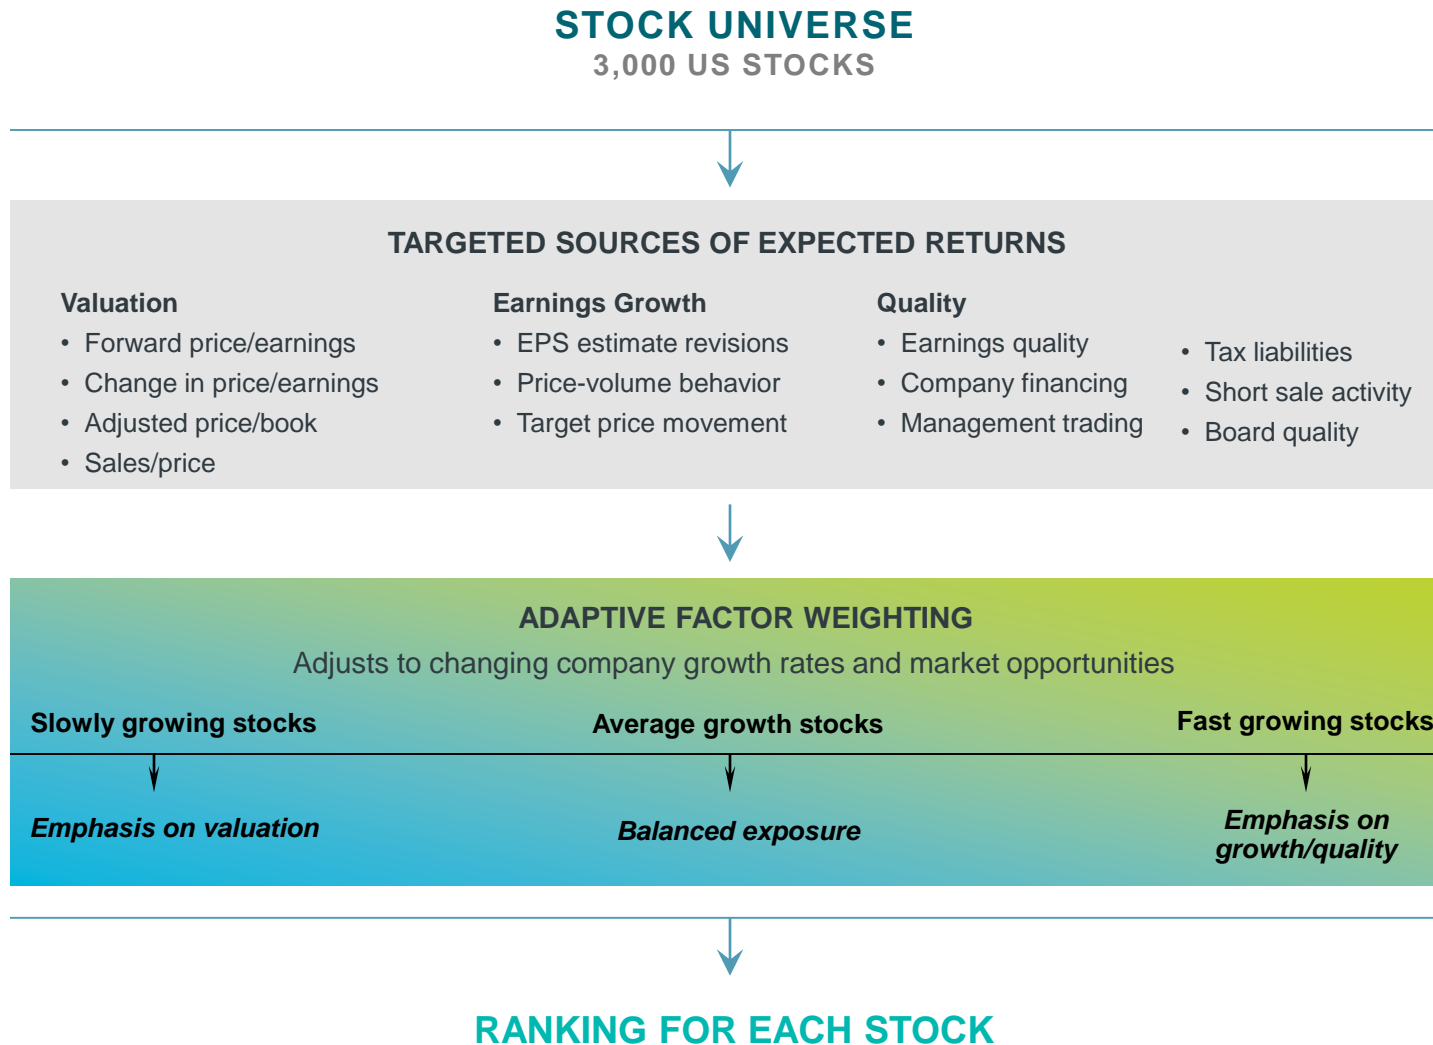 STOCK UNIVERSE
3,000 US STOCKS
TARGETED SOURCES OF EXPECTED RETURNS
Valuation
• Forward price/earnings
• Change in price/earnings
• Adjusted price/book
• Sales/price
Earnings Growth
• EPS estimate revisions
• Price-volume behavior
• Target price movement
Quality
• Earnings quality
• Company financing
• Management trading
• Tax liabilities
• Short sale activity
• Board quality
ADAPTIVE FACTOR WEIGHTING
Adjusts to changing company growth rates and market opportunities
Slowly growing stocks
Average growth stocks
Fast growing stocks
Emphasis on valuation
Balanced exposure
Emphasis on
growth/quality
RANKING FOR EACH STOCK